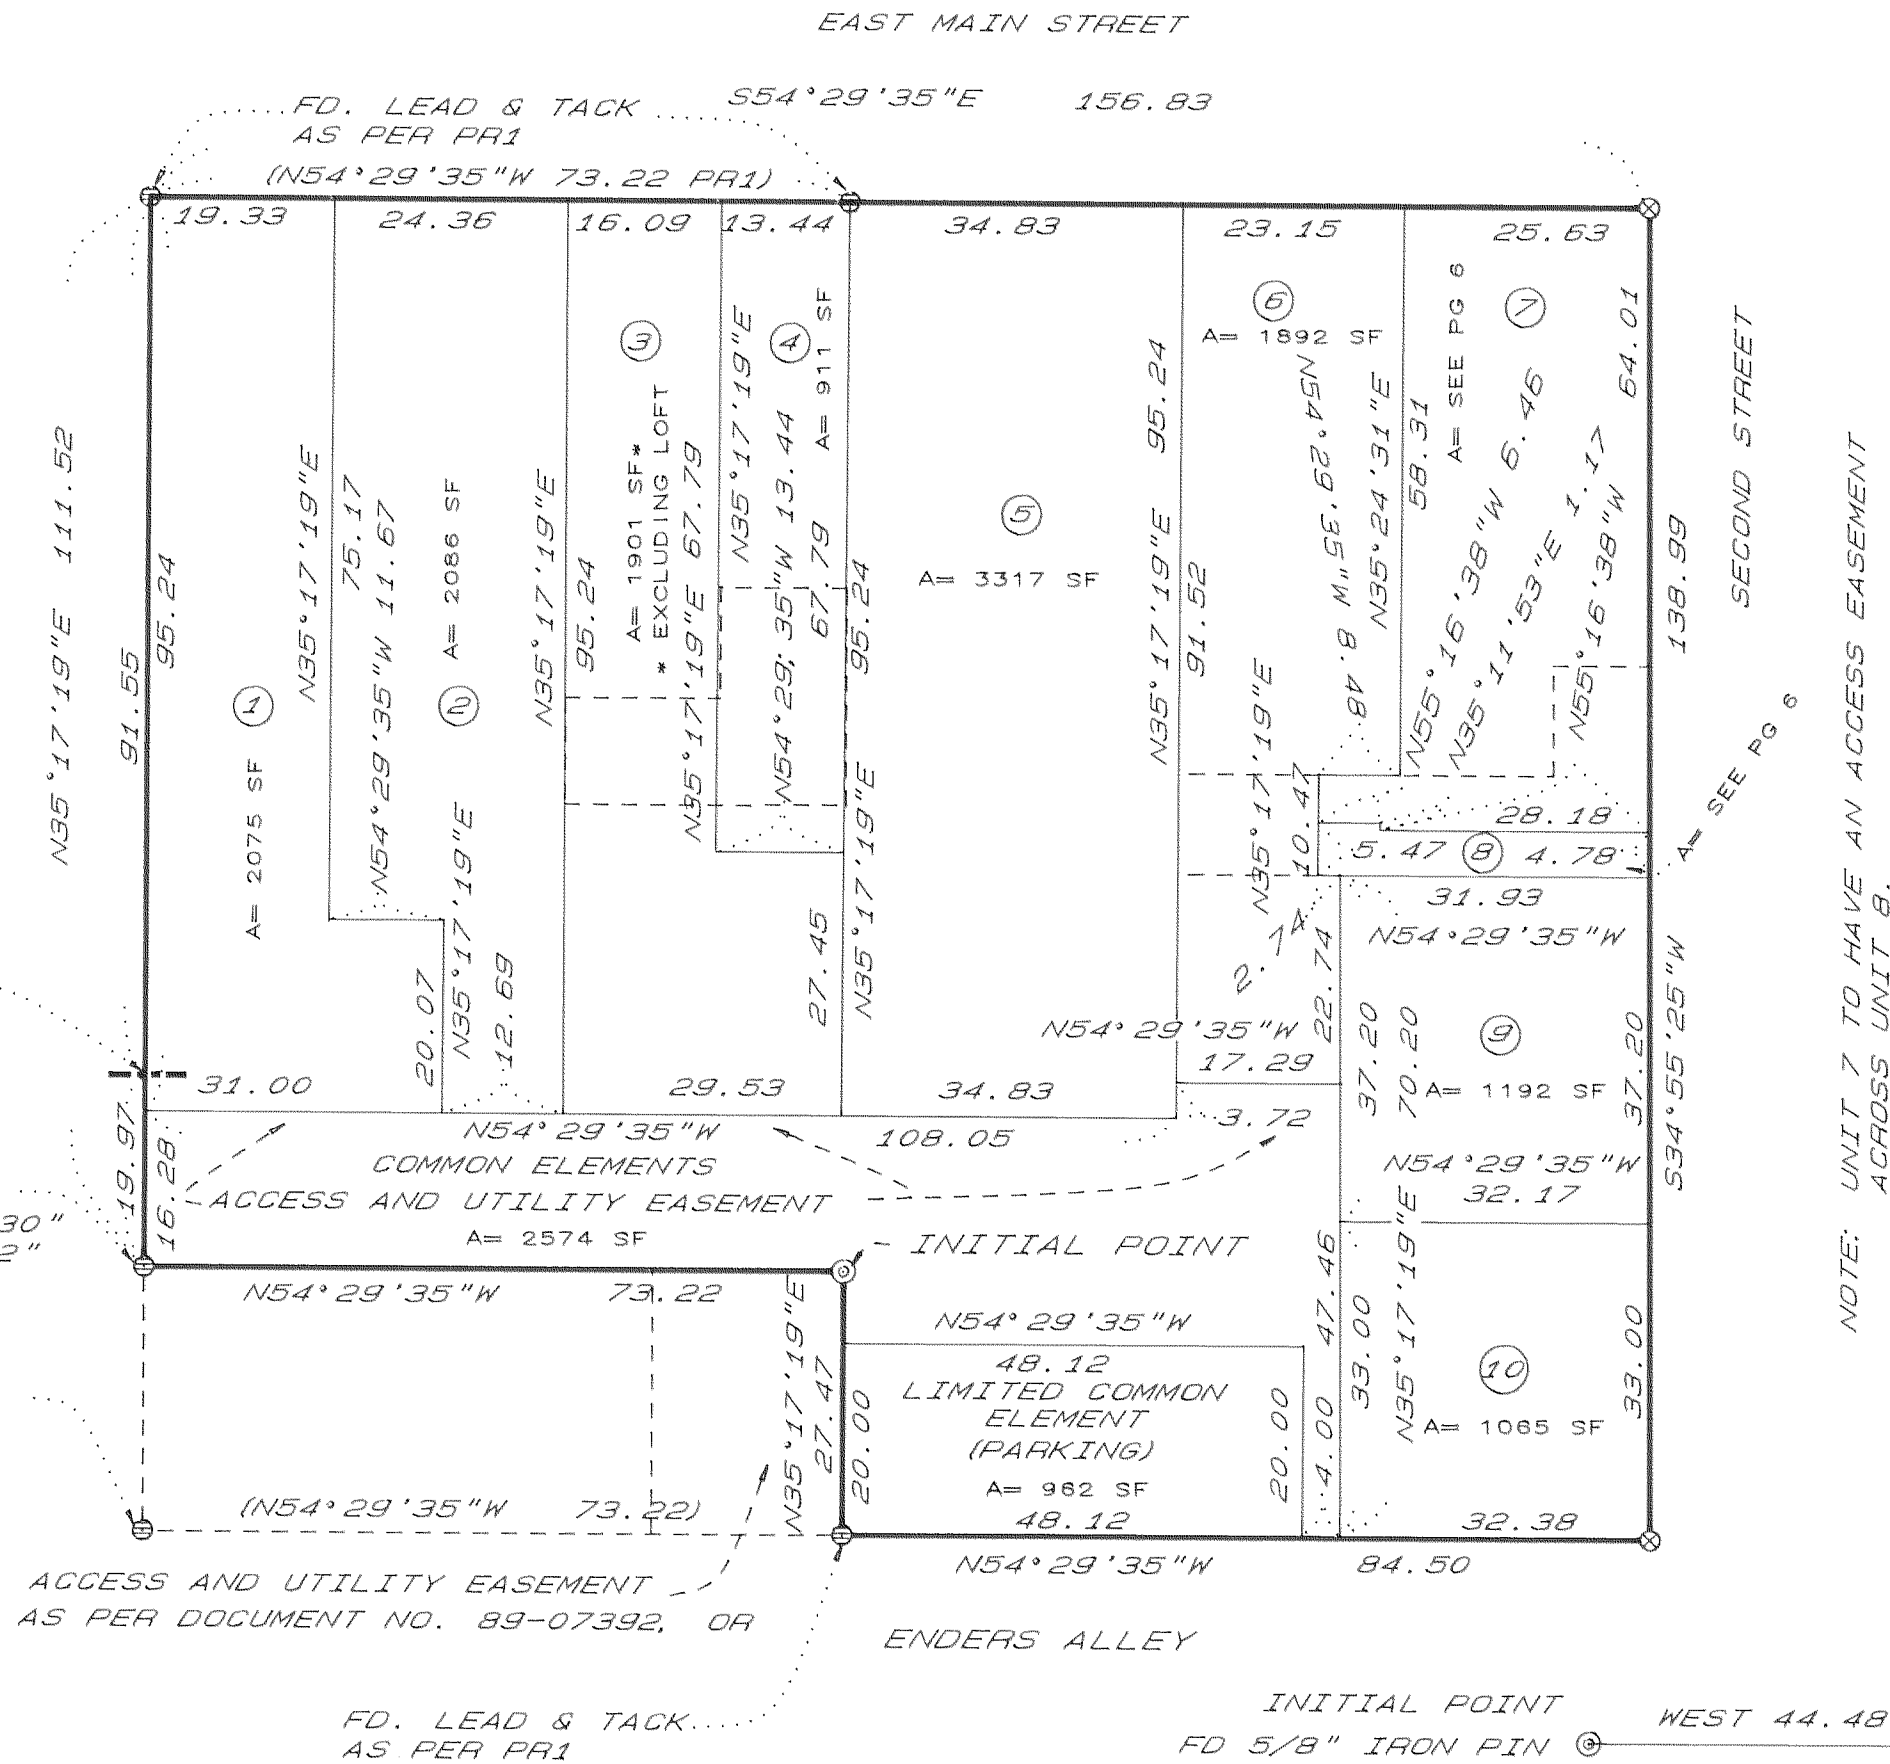 EAST MAIN STREET
S54°29'35"E 156.83
FD. LEAD & TACK
AS PER PR1
(N54°29'35"W 73.22 PR1)
19.33
24.36
16.09
13.44
34.83
23.15
25.63
N35°17'19"E 111.52
91.55
95.24
1
A= 2075 SF
N35°17'19"E
75.17
N54°29'35"W 11.67
2
A= 2086 SF
N35°17'19"E
12.69
20.07
N35°17'19"E
95.24
3
A= 1901 SF*
* EXCLUDING LOFT
N35°17'19"E 67.79
N35°17'19"E
4
A= 911 SF
N54°29;35"W 13.44
67.79
95.24
N35°17'19"E
27.45
5
A= 3317 SF
N35°17'19"E 95.24
91.52
6
A= 1892 SF
N54°29'35"W 8.48
N35°24'31"E
58.31
N35°17'19"E
10.47
A= SEE PG 6
7
64.01
N55°16'38"W 6.46
N35°11'53"E 1.17
N55°16'38"W
28.18
5.47
8
4.78
A= SEE PG 6
31.93
N54°29'35"W
2.14
22.74
N54°29'35"W
17.29
3.72
138.99
S34°55'25"W
SECOND STREET
NOTE: UNIT 7 TO HAVE AN ACCESS EASEMENT
ACROSS UNIT 8.
37.20
70.20
9
A= 1192 SF
37.20
N54°29'35"W
32.17
31.00
29.53
34.83
N54°29'35"W
108.05
19.97
16.28
COMMON ELEMENTS
ACCESS AND UTILITY EASEMENT
A= 2574 SF
30"
2"
INITIAL POINT
N54°29'35"W 73.22
N35°17'19"E
27.47
20.00
N54°29'35"W
48.12
LIMITED COMMON
ELEMENT
(PARKING)
A= 962 SF
48.12
20.00
4.00
47.46
33.00
N35°17'19"E
10
A= 1065 SF
33.00
32.38
(N54°29'35"W 73.22)
N54°29'35"W 84.50
ACCESS AND UTILITY EASEMENT
AS PER DOCUMENT NO. 89-07392, OR
ENDERS ALLEY
FD. LEAD & TACK
AS PER PR1
INITIAL POINT
FD 5/8" IRON PIN
WEST 44.48